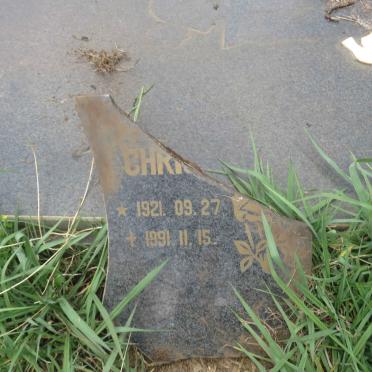 CHRI
★ 1921. 09. 27
✝ 1991. 11. 15.